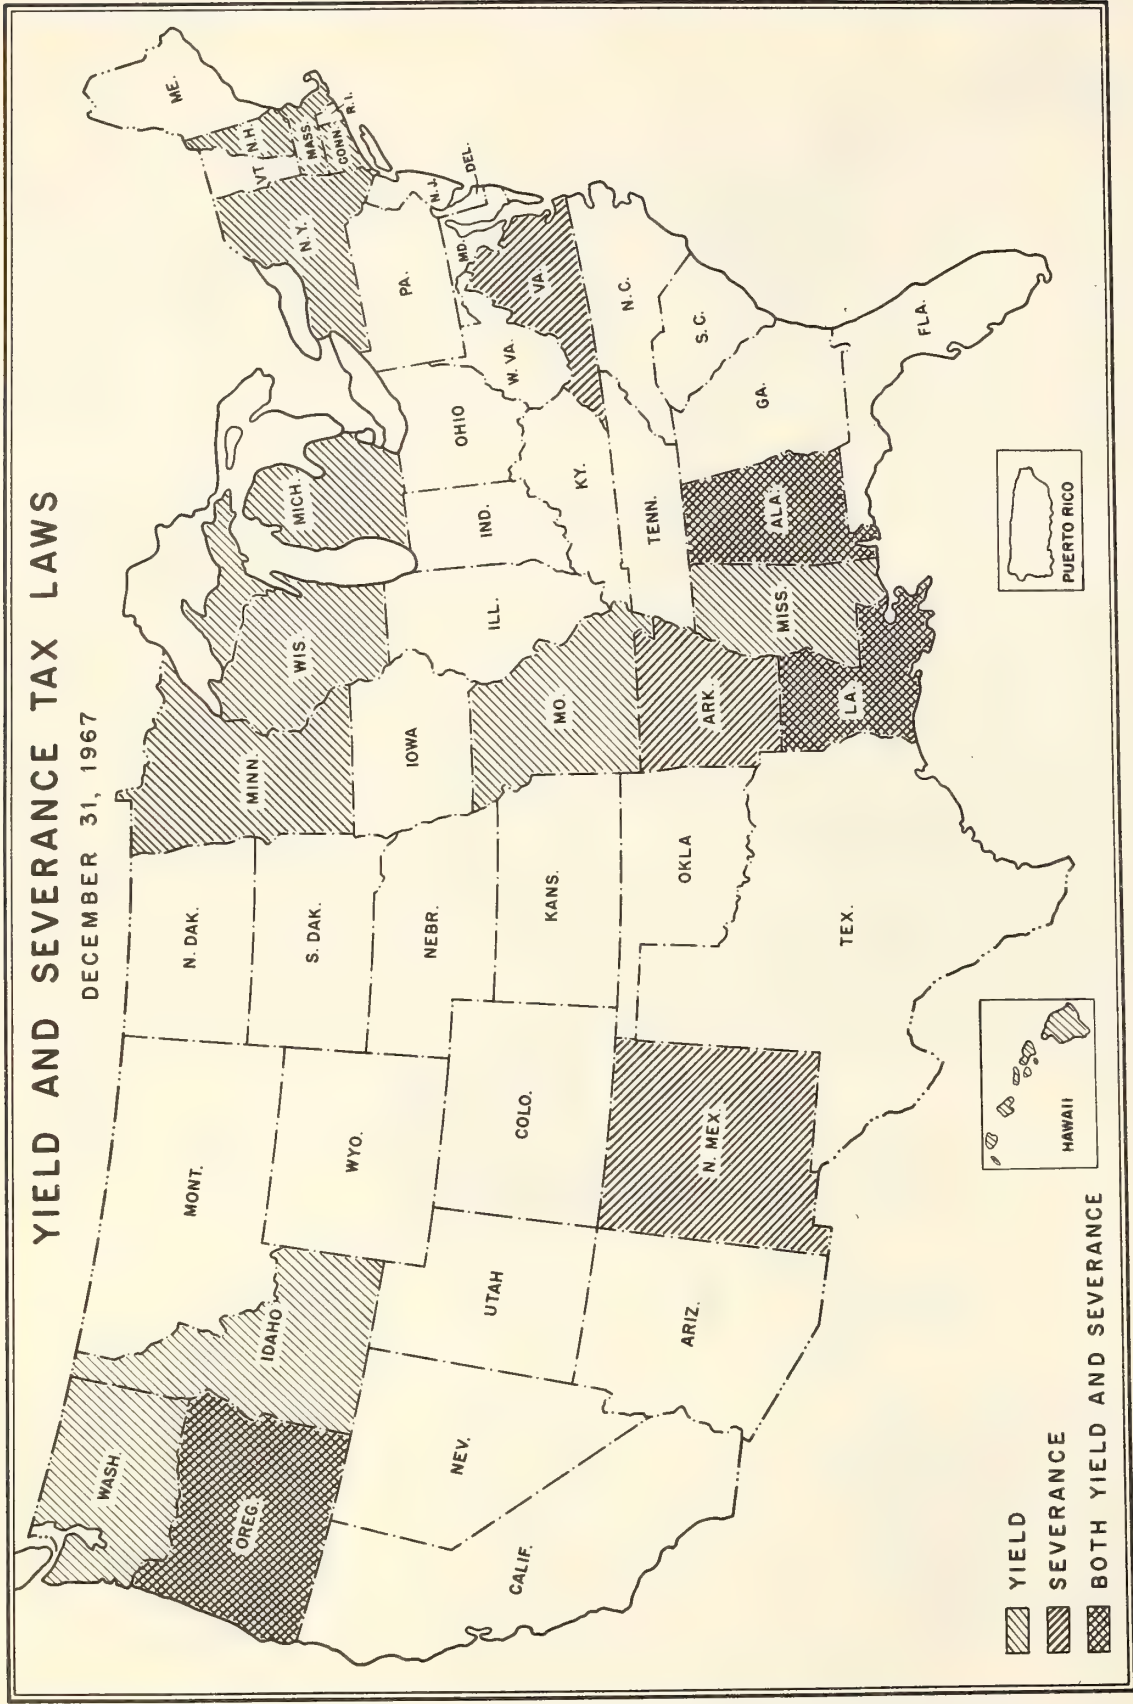 YIELD AND SEVERANCE TAX LAWS
DECEMBER 31, 1967
WASH.
OREG.
CALIF.
IDAHO
NEV.
MONT.
WYO.
UTAH
ARIZ.
COLO.
N. MEX.
N. DAK.
S. DAK.
NEBR.
KANS.
OKLA
TEX.
MINN.
IOWA
MO.
ARK.
LA.
WIS.
ILL.
MISS.
MICH.
IND.
KY.
TENN.
ALA.
OHIO
W. VA.
GA.
FLA.
PA.
MD.
VA.
N.C.
S.C.
N.Y.
N.J.
DEL.
VT
N.H.
MASS.
CONN.
R.I.
ME.
YIELD
SEVERANCE
BOTH YIELD AND SEVERANCE
HAWAII
PUERTO RICO